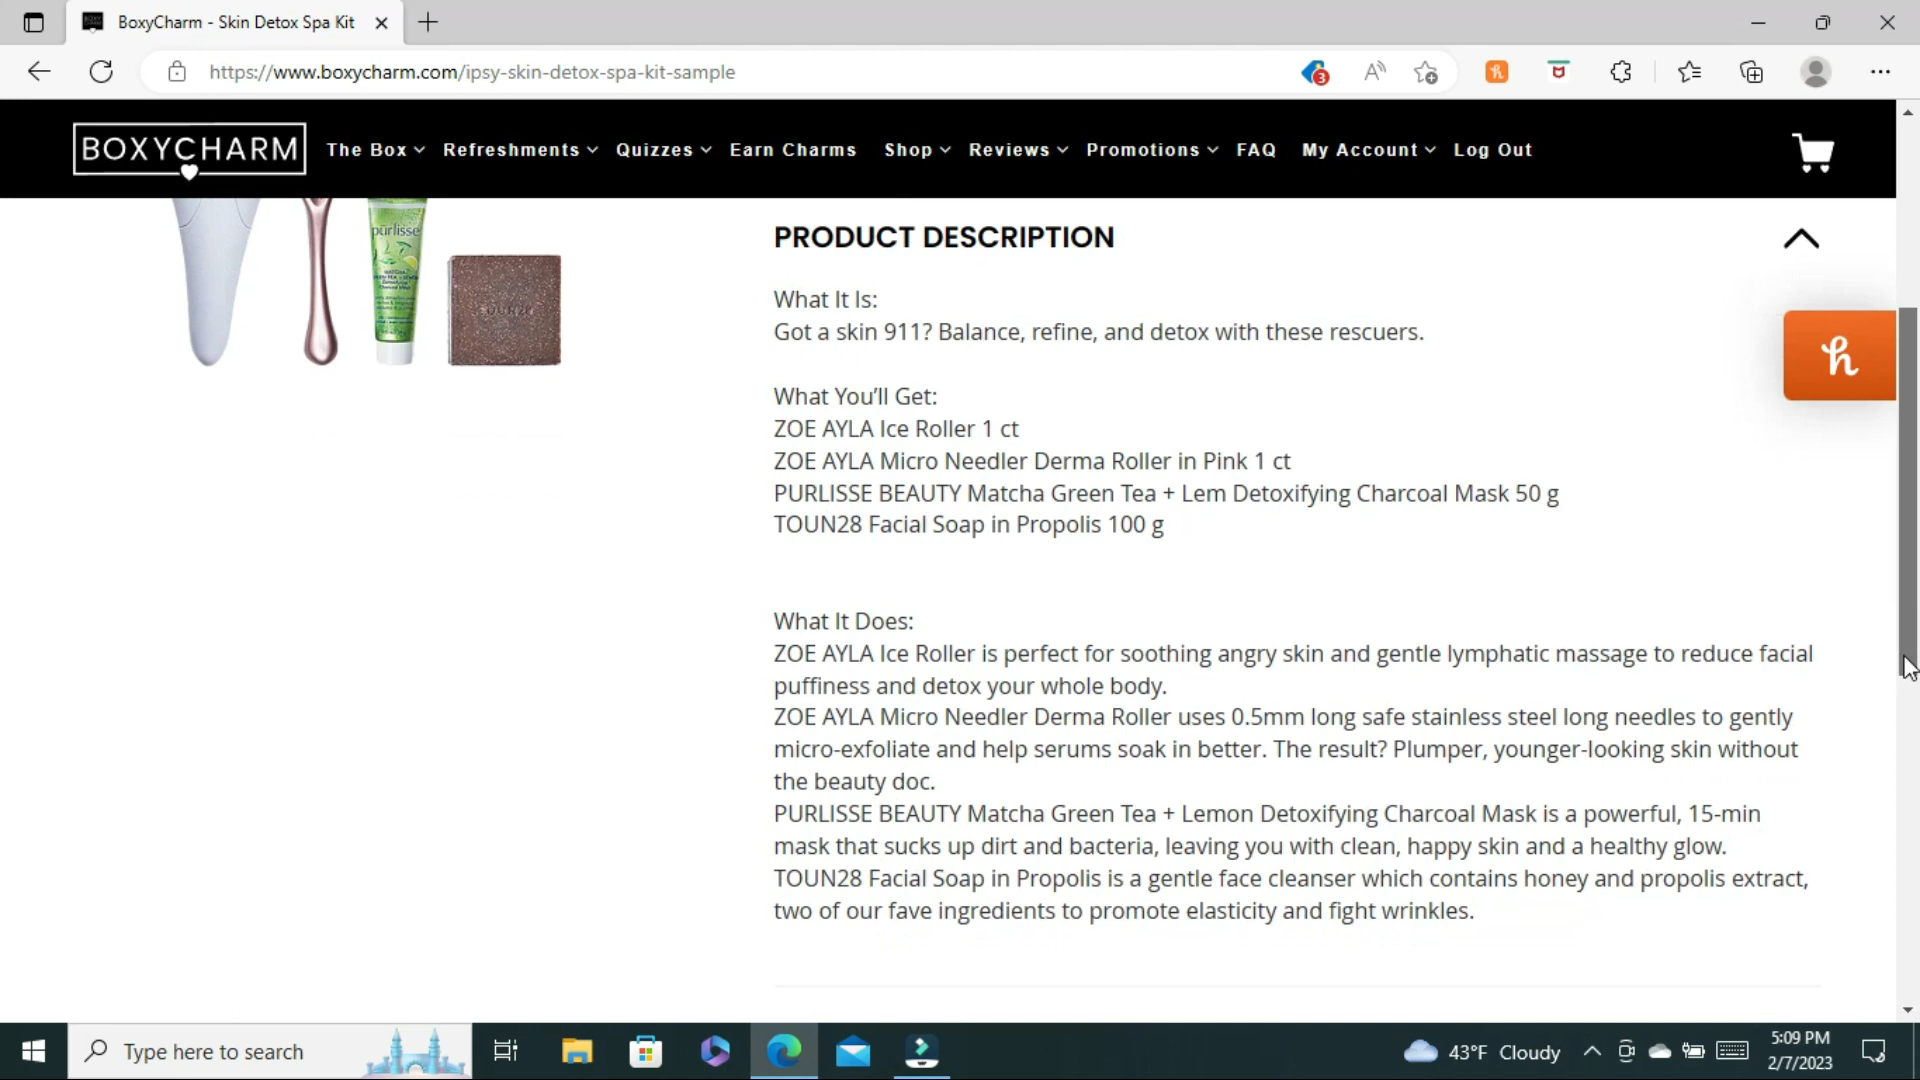 BoxyCharm - Skin Detox Spa Kit
https://www.boxycharm.com/ipsy-skin-detox-spa-kit-sample
3
BOXYCHARM
The Box
Refreshments
Quizzes
Earn Charms
Shop
Reviews
Promotions
FAQ
My Account
Log Out
pürlisse
PRODUCT DESCRIPTION
What It Is:
Got a skin 911? Balance, refine, and detox with these rescuers.
What You'll Get:
ZOE AYLA Ice Roller 1 ct
ZOE AYLA Micro Needler Derma Roller in Pink 1 ct
PURLISSE BEAUTY Matcha Green Tea + Lem Detoxifying Charcoal Mask 50 g
TOUN28 Facial Soap in Propolis 100 g
What It Does:
ZOE AYLA Ice Roller is perfect for soothing angry skin and gentle lymphatic massage to reduce facial
puffiness and detox your whole body.
ZOE AYLA Micro Needler Derma Roller uses 0.5mm long safe stainless steel long needles to gently
micro-exfoliate and help serums soak in better. The result? Plumper, younger-looking skin without
the beauty doc.
PURLISSE BEAUTY Matcha Green Tea + Lemon Detoxifying Charcoal Mask is a powerful, 15-min
mask that sucks up dirt and bacteria, leaving you with clean, happy skin and a healthy glow.
TOUN28 Facial Soap in Propolis is a gentle face cleanser which contains honey and propolis extract,
two of our fave ingredients to promote elasticity and fight wrinkles.
Type here to search
43°F Cloudy
5:09 PM
2/7/2023